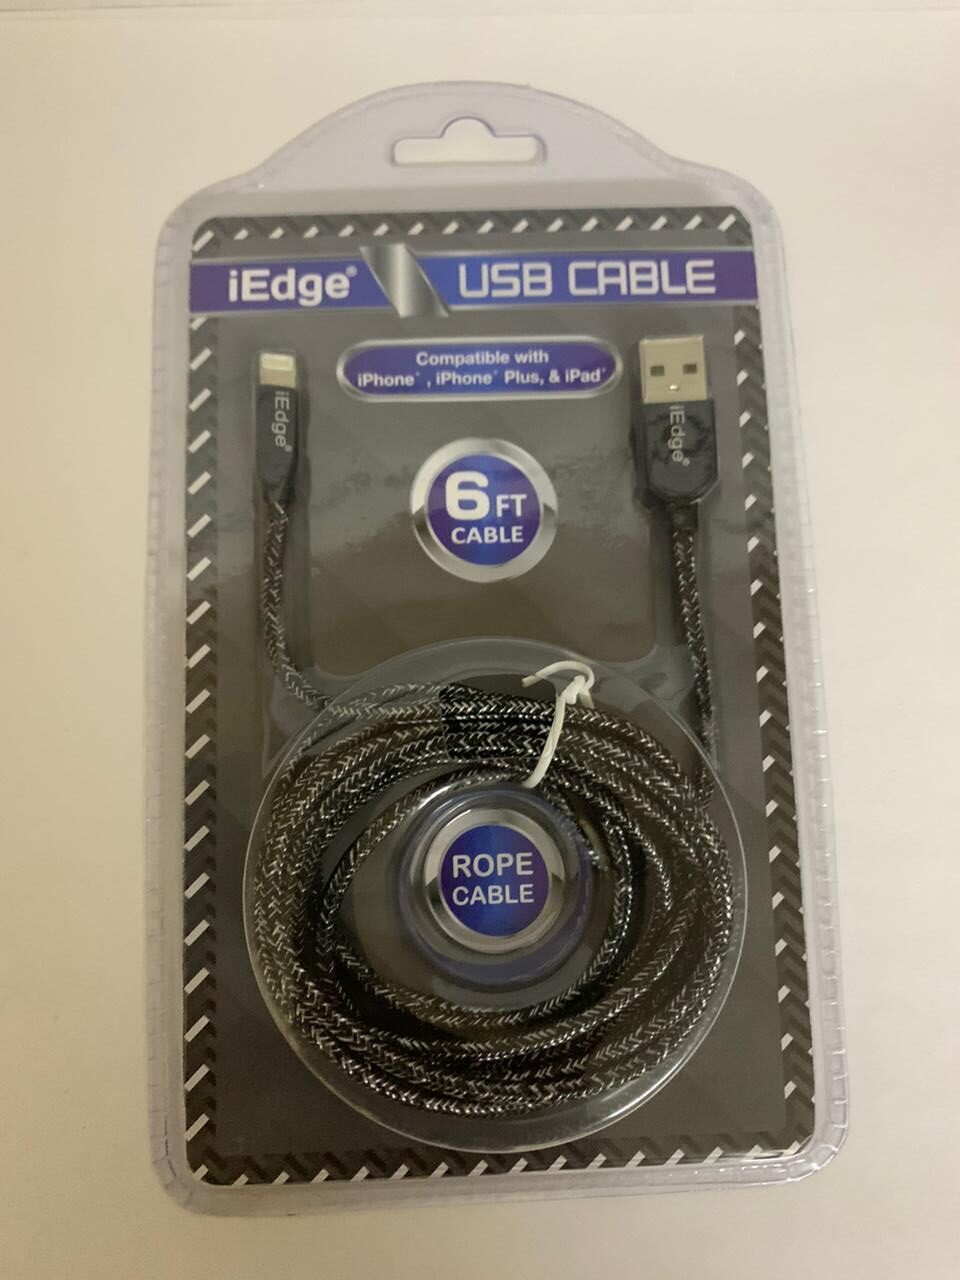 iEdge® USB CABLE
Compatible with
iPhone®, iPhone® Plus, & iPad®
iEdge®
iEdge®
6 FT
CABLE
ROPE
CABLE